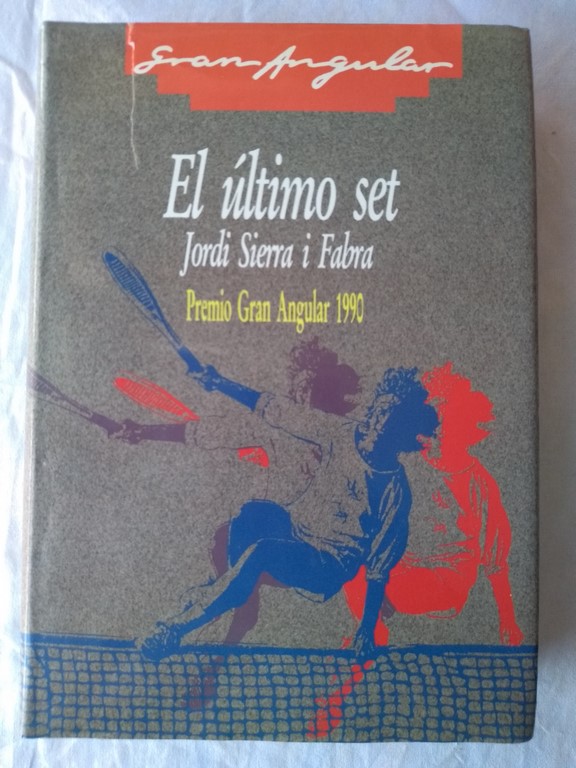 Gran Angular
El último set
Jordi Sierra i Fabra
Premio Gran Angular 1990